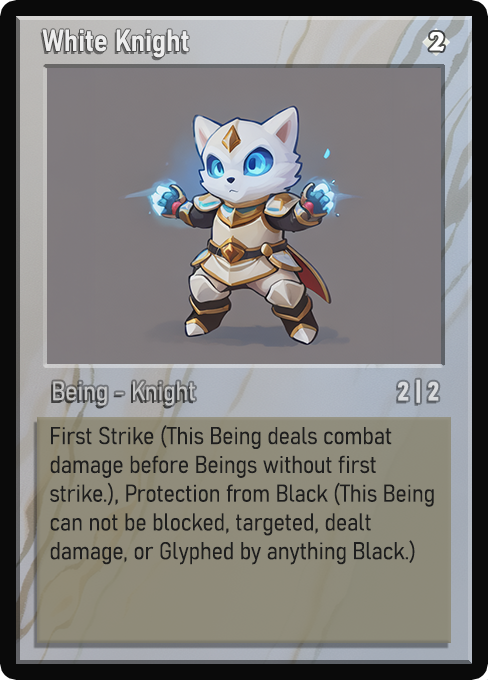 White Knight
2
Being - Knight
2|2
First Strike (This Being deals combat
damage before Beings without first
strike.), Protection from Black (This Being
can not be blocked, targeted, dealt
damage, or Glyphed by anything Black.)